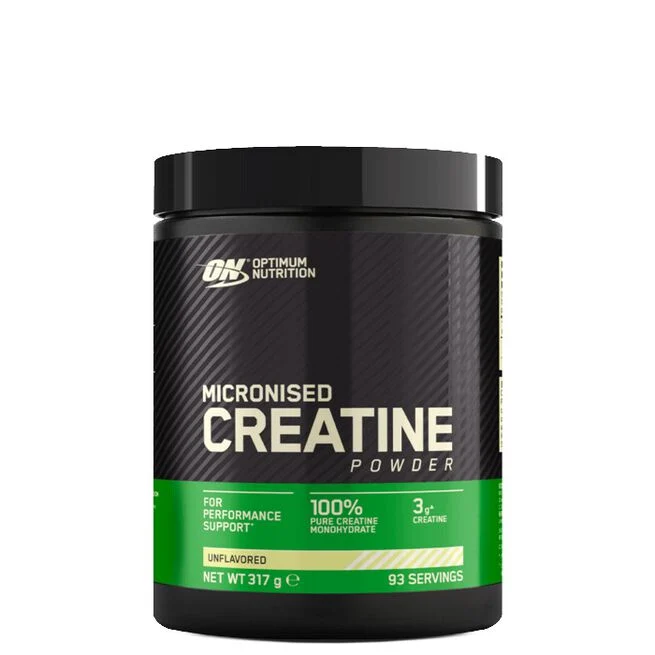 ON® OPTIMUM
NUTRITION
MICRONISED
CREATINE
POWDER
FOR
PERFORMANCE
SUPPORT*
100%
PURE CREATINE
MONOHYDRATE
3g^
CREATINE
UNFLAVORED
NET WT 317 g ℮
93 SERVINGS